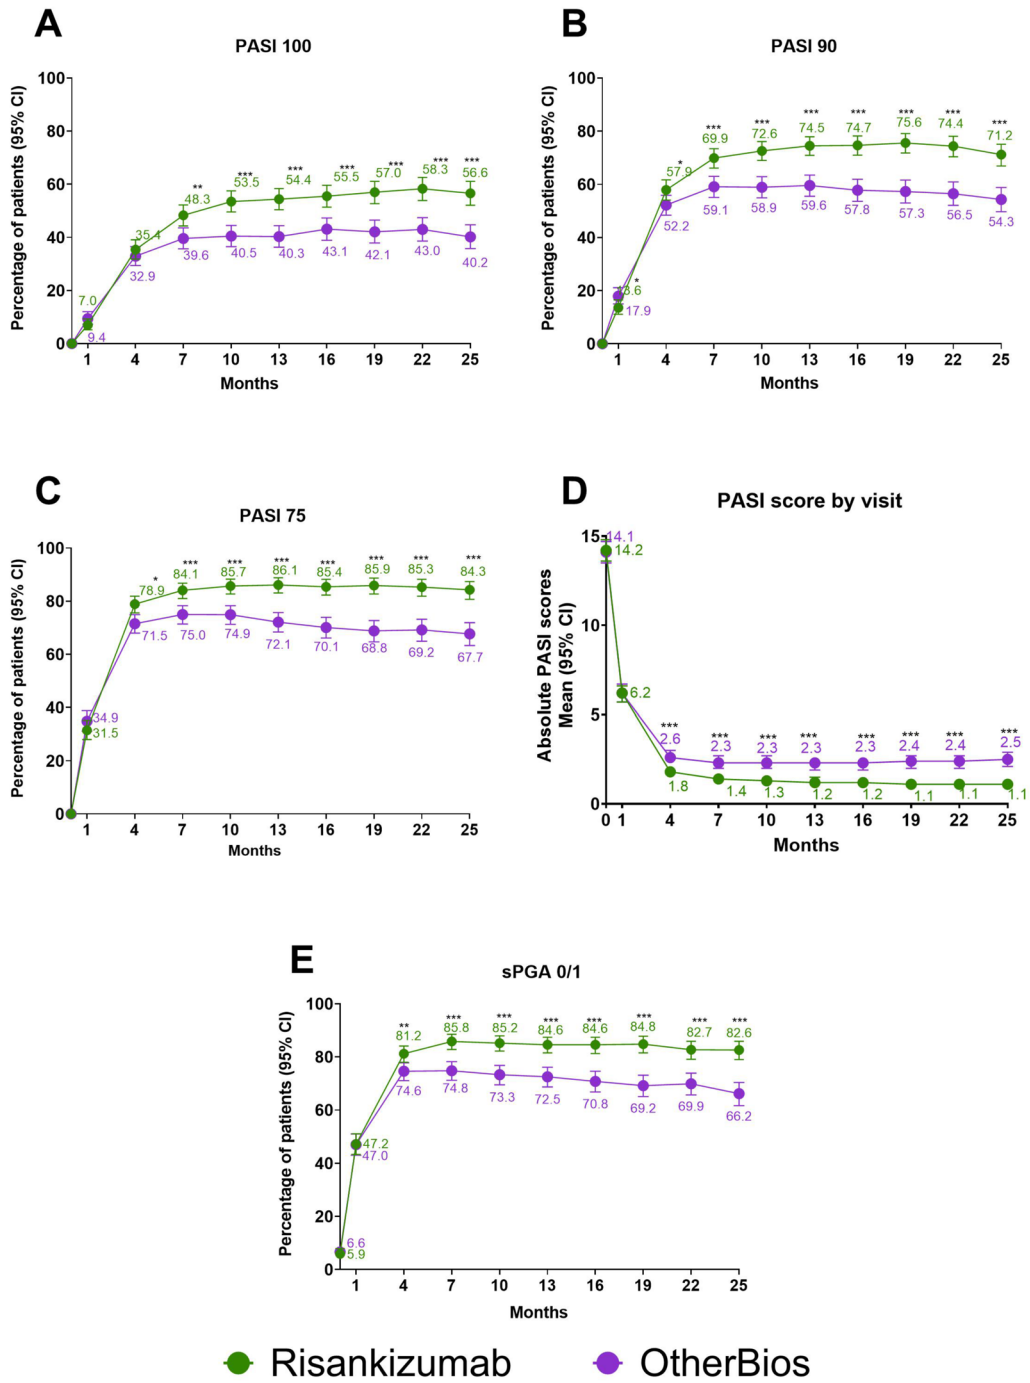 A
PASI 100
Percentage of patients (95% CI)
100
80
60
40
20
0
** *** *** *** *** *** ***
7.0 35.4 48.3 53.5 54.4 55.5 57.0 58.3 56.6
9.4 32.9 39.6 40.5 40.3 43.1 42.1 43.0 40.2
1 4 7 10 13 16 19 22 25
Months
B
PASI 90
Percentage of patients (95% CI)
100
80
60
40
20
0
* * *** *** *** *** *** *** ***
13.6 57.9 69.9 72.6 74.5 74.7 75.6 74.4 71.2
17.9 52.2 59.1 58.9 59.6 57.8 57.3 56.5 54.3
1 4 7 10 13 16 19 22 25
Months
C
PASI 75
Percentage of patients (95% CI)
100
80
60
40
20
0
* *** *** *** *** *** *** ***
31.5 78.9 84.1 85.7 86.1 85.4 85.9 85.3 84.3
34.9 71.5 75.0 74.9 72.1 70.1 68.8 69.2 67.7
1 4 7 10 13 16 19 22 25
Months
D
PASI score by visit
Absolute PASI scores
Mean (95% CI)
15
10
5
0
*** *** *** *** *** *** *** ***
14.1 2.6 2.3 2.3 2.3 2.3 2.4 2.4 2.5
14.2 6.2 1.8 1.4 1.3 1.2 1.2 1.1 1.1 1.1
0 1 4 7 10 13 16 19 22 25
Months
E
sPGA 0/1
Percentage of patients (95% CI)
100
80
60
40
20
0
** *** *** *** *** *** *** ***
5.9 47.2 81.2 85.8 85.2 84.6 84.6 84.8 82.7 82.6
6.6 47.0 74.6 74.8 73.3 72.5 70.8 69.2 69.9 66.2
1 4 7 10 13 16 19 22 25
Months
Risankizumab
OtherBios